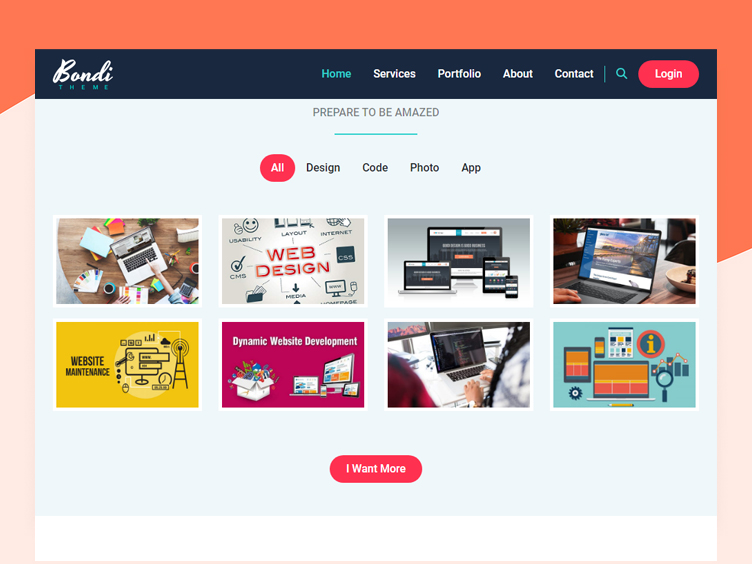 Bondi
THEME
Home Services Portfolio About Contact Login
PREPARE TO BE AMAZED
All Design Code Photo App
USABILITY
LAYOUT
INTERNET
WEB
DESIGN
CSS
CMS
MEDIA
HOMEPAGE
WEBSITE
MAINTENANCE
Dynamic Website Development
I Want More